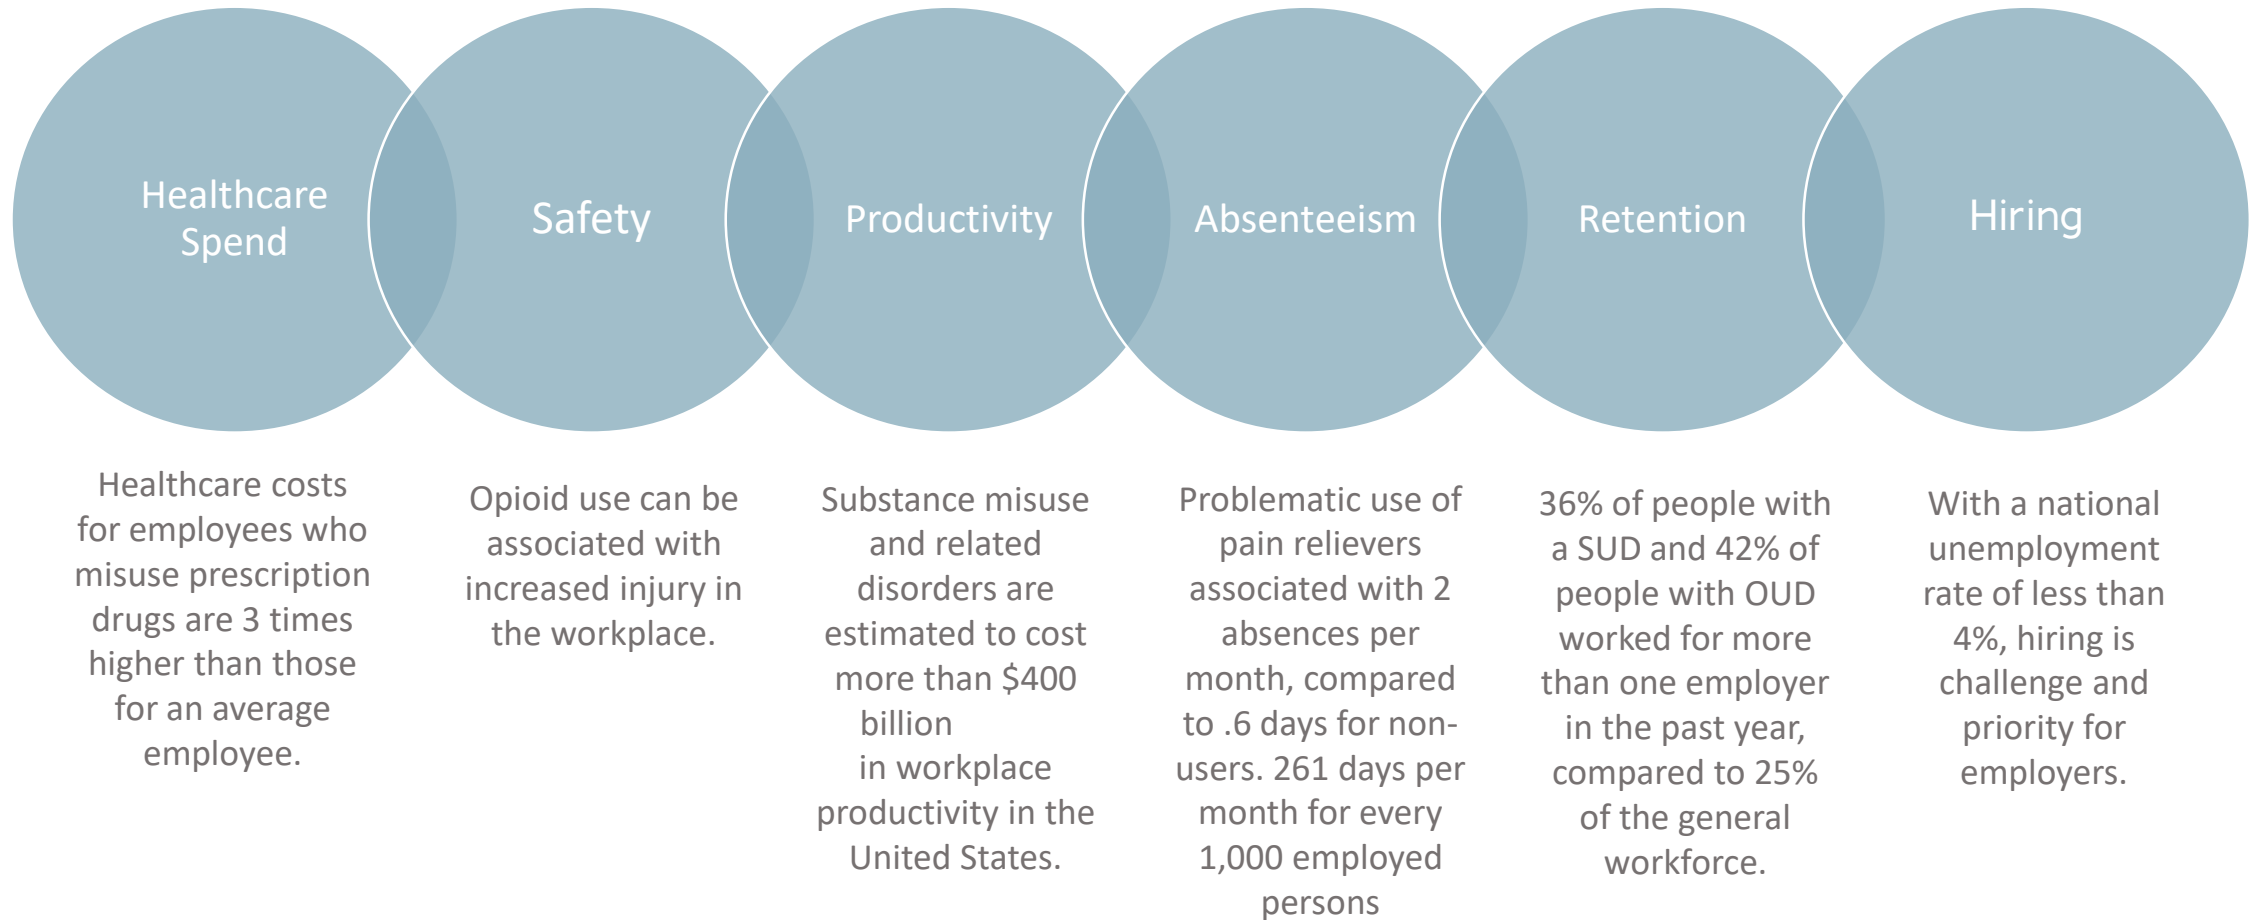 Healthcare
Spend
Safety
Productivity
Absenteeism
Retention
Hiring
Healthcare costs
for employees who
misuse prescription
drugs are 3 times
higher than those
for an average
employee.
Opioid use can be
associated with
increased injury in
the workplace.
Substance misuse
and related
disorders are
estimated to cost
more than $400
billion
in workplace
productivity in the
United States.
Problematic use of
pain relievers
associated with 2
absences per
month, compared
to .6 days for non-
users. 261 days per
month for every
1,000 employed
persons
36% of people with
a SUD and 42% of
people with OUD
worked for more
than one employer
in the past year,
compared to 25%
of the general
workforce.
With a national
unemployment
rate of less than
4%, hiring is
challenge and
priority for
employers.